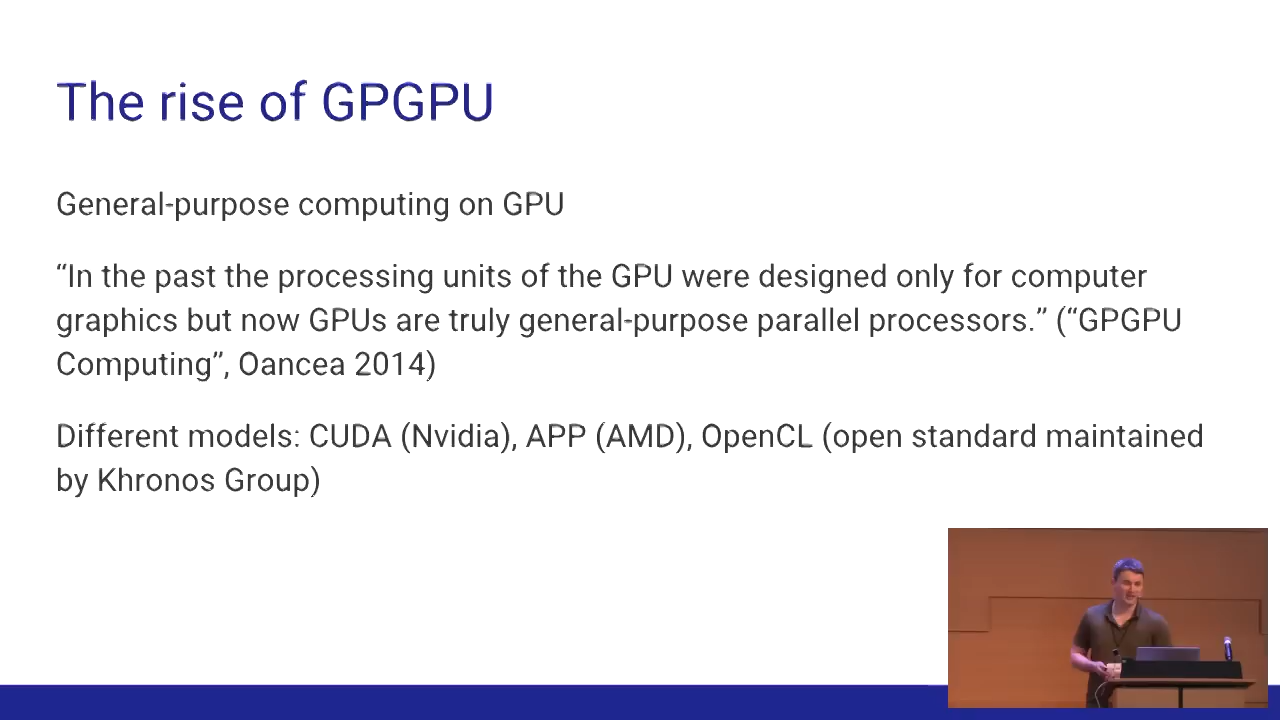 The rise of GPGPU
General-purpose computing on GPU
“In the past the processing units of the GPU were designed only for computer
graphics but now GPUs are truly general-purpose parallel processors.” (“GPGPU
Computing”, Oancea 2014)
Different models: CUDA (Nvidia), APP (AMD), OpenCL (open standard maintained
by Khronos Group)